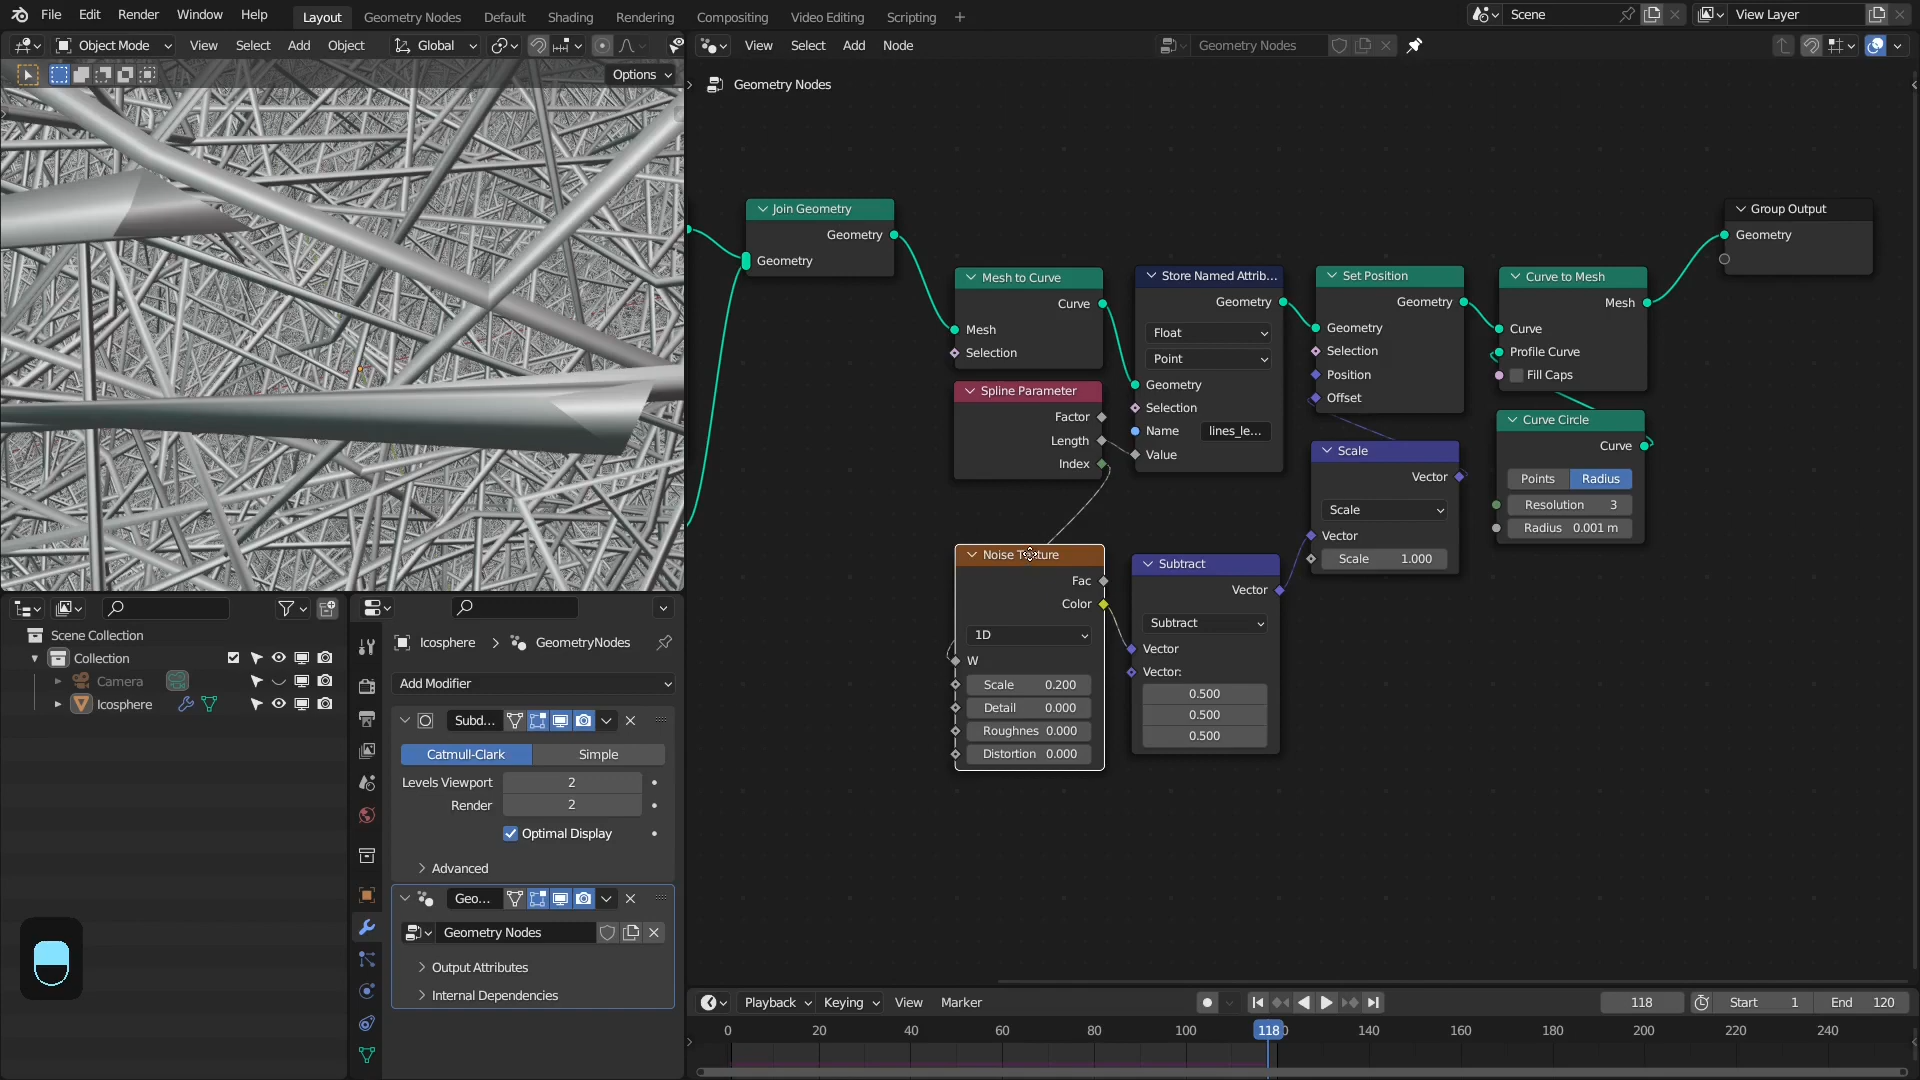 File Edit Render Window Help Layout Geometry Nodes Default Shading Rendering Compositing Video Editing Scripting + Scene View Layer
Object Mode View Select Add Object Global
View Select Add Node Geometry Nodes
Options
Geometry Nodes
Join Geometry
Geometry
Geometry
Mesh to Curve
Curve
Mesh
Selection
Spline Parameter
Factor
Length
Index
Store Named Attrib...
Geometry
Float
Point
Geometry
Selection
Name lines_le...
Value
Set Position
Geometry
Geometry
Selection
Position
Offset
Curve to Mesh
Mesh
Curve
Profile Curve
Fill Caps
Group Output
Geometry
Curve Circle
Curve
Points Radius
Resolution 3
Radius 0.001 m
Scale
Vector
Scale
Vector
Scale 1.000
Noise Texture
Fac
Color
1D
W
Scale 0.200
Detail 0.000
Roughnes 0.000
Distortion 0.000
Subtract
Vector
Subtract
Vector
Vector:
0.500
0.500
0.500
Scene Collection
Collection
Camera
Icosphere
Icosphere > GeometryNodes
Add Modifier
Subd...
Catmull-Clark Simple
Levels Viewport 2
Render 2
Optimal Display
Advanced
Geo...
Geometry Nodes
Output Attributes
Internal Dependencies
Playback Keying View Marker 118 Start 1 End 120
0 20 40 60 80 100 118 140 160 180 200 220 240